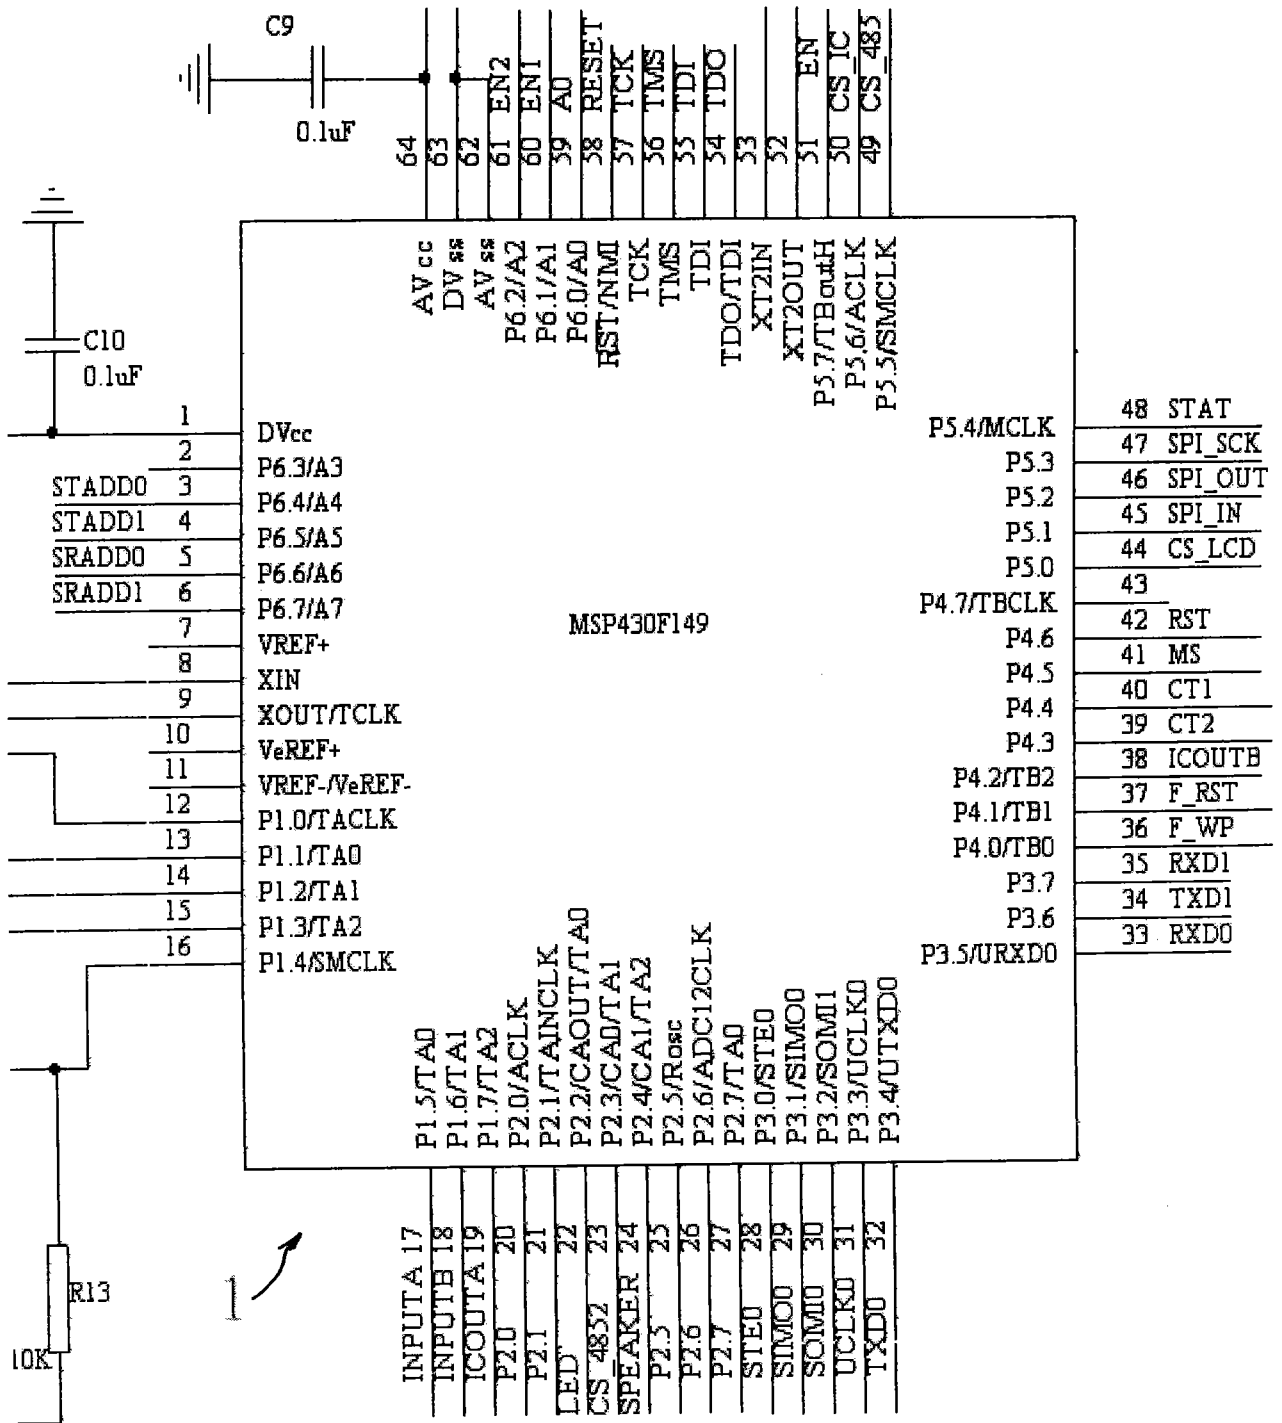 C9
0.1uF
64
63
62
61 EN2
60 EN1
59 A0
58 RESET
57 TCK
56 TMS
55 TDI
54 TDO
53
52
51 EN
50 CS_IC
49 CS_485
AVcc
DVss
AVss
P6.2/A2
P6.1/A1
P6.0/A0
RST/NMI
TCK
TMS
TDI
TDO/TDI
XT2IN
XT2OUT
P5.7/TBoutH
P5.6/ACLK
P5.5/SMCLK
C10
0.1uF
1 DVcc
2 P6.3/A3
STADD0 3 P6.4/A4
STADD1 4 P6.5/A5
SRADD0 5 P6.6/A6
SRADD1 6 P6.7/A7
7 VREF+
8 XIN
9 XOUT/TCLK
10 VeREF+
11 VREF-/VeREF-
12 P1.0/TACLK
13 P1.1/TA0
14 P1.2/TA1
15 P1.3/TA2
16 P1.4/SMCLK
MSP430F149
P5.4/MCLK 48 STAT
P5.3 47 SPI_SCK
P5.2 46 SPI_OUT
P5.1 45 SPI_IN
P5.0 44 CS_LCD
P4.7/TBCLK 43
P4.6 42 RST
P4.5 41 MS
P4.4 40 CT1
P4.3 39 CT2
P4.2/TB2 38 ICOUTB
P4.1/TB1 37 F_RST
P4.0/TB0 36 F_WP
P3.7 35 RXD1
P3.6 34 TXD1
P3.5/URXD0 33 RXD0
P1.5/TA0
P1.6/TA1
P1.7/TA2
P2.0/ACLK
P2.1/TAINCLK
P2.2/CAOUT/TA0
P2.3/CA0/TA1
P2.4/CA1/TA2
P2.5/Rosc
P2.6/ADC12CLK
P2.7/TA0
P3.0/STE0
P3.1/SIMO0
P3.2/SOMI1
P3.3/UCLK0
P3.4/UTXD0
INPUTA 17
INPUTB 18
ICOUTA 19
P2.0 20
P2.1 21
LED 22
CS_4852 23
SPEAKER 24
P2.5 25
P2.6 26
P2.7 27
STE0 28
SIMO0 29
SOMI0 30
UCLK0 31
TXD0 32
R13
10K
1